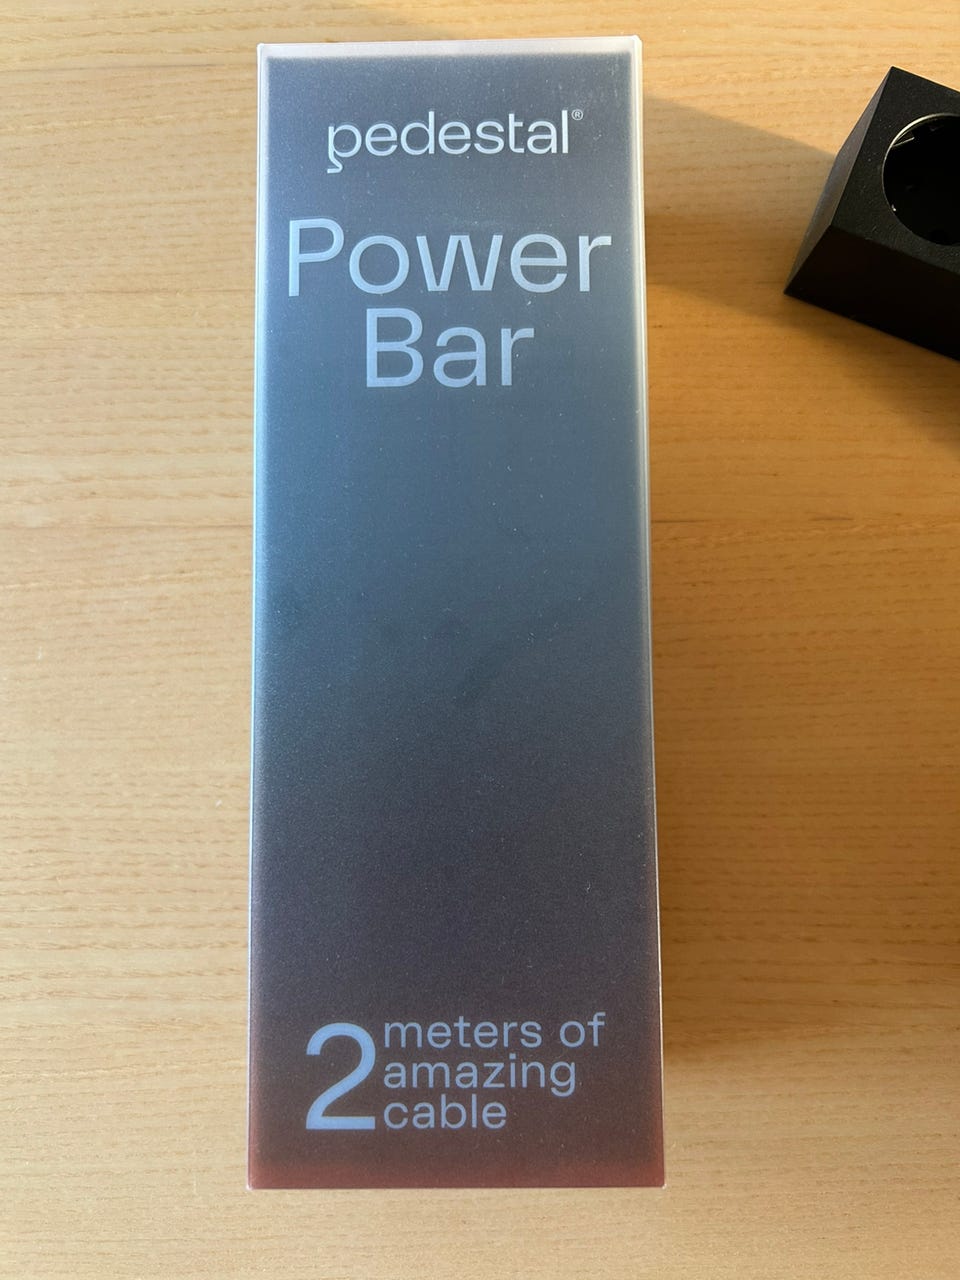 pedestal®
Power
Bar
2 meters of
amazing
cable